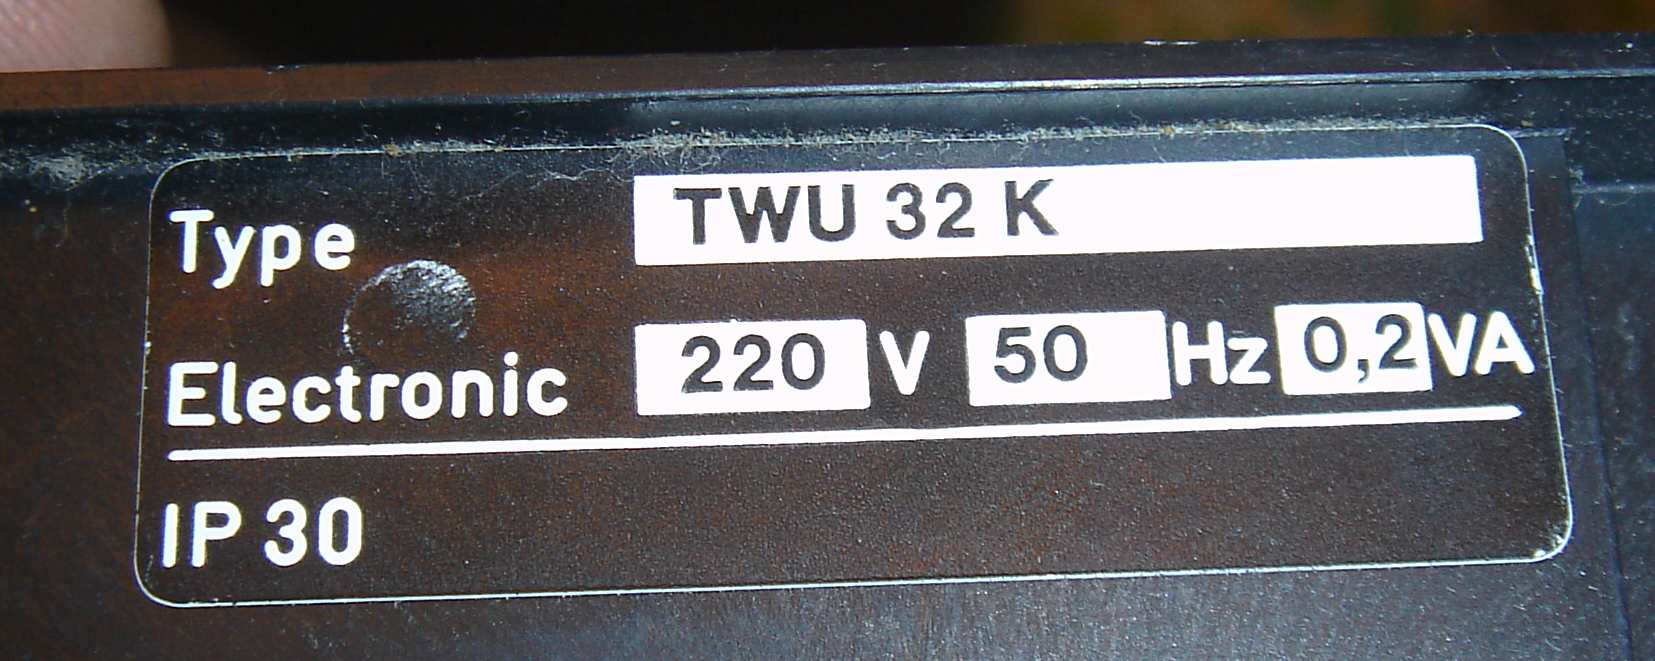 Type TWU 32 K
Electronic 220 V 50 Hz 0,2 VA
IP 30